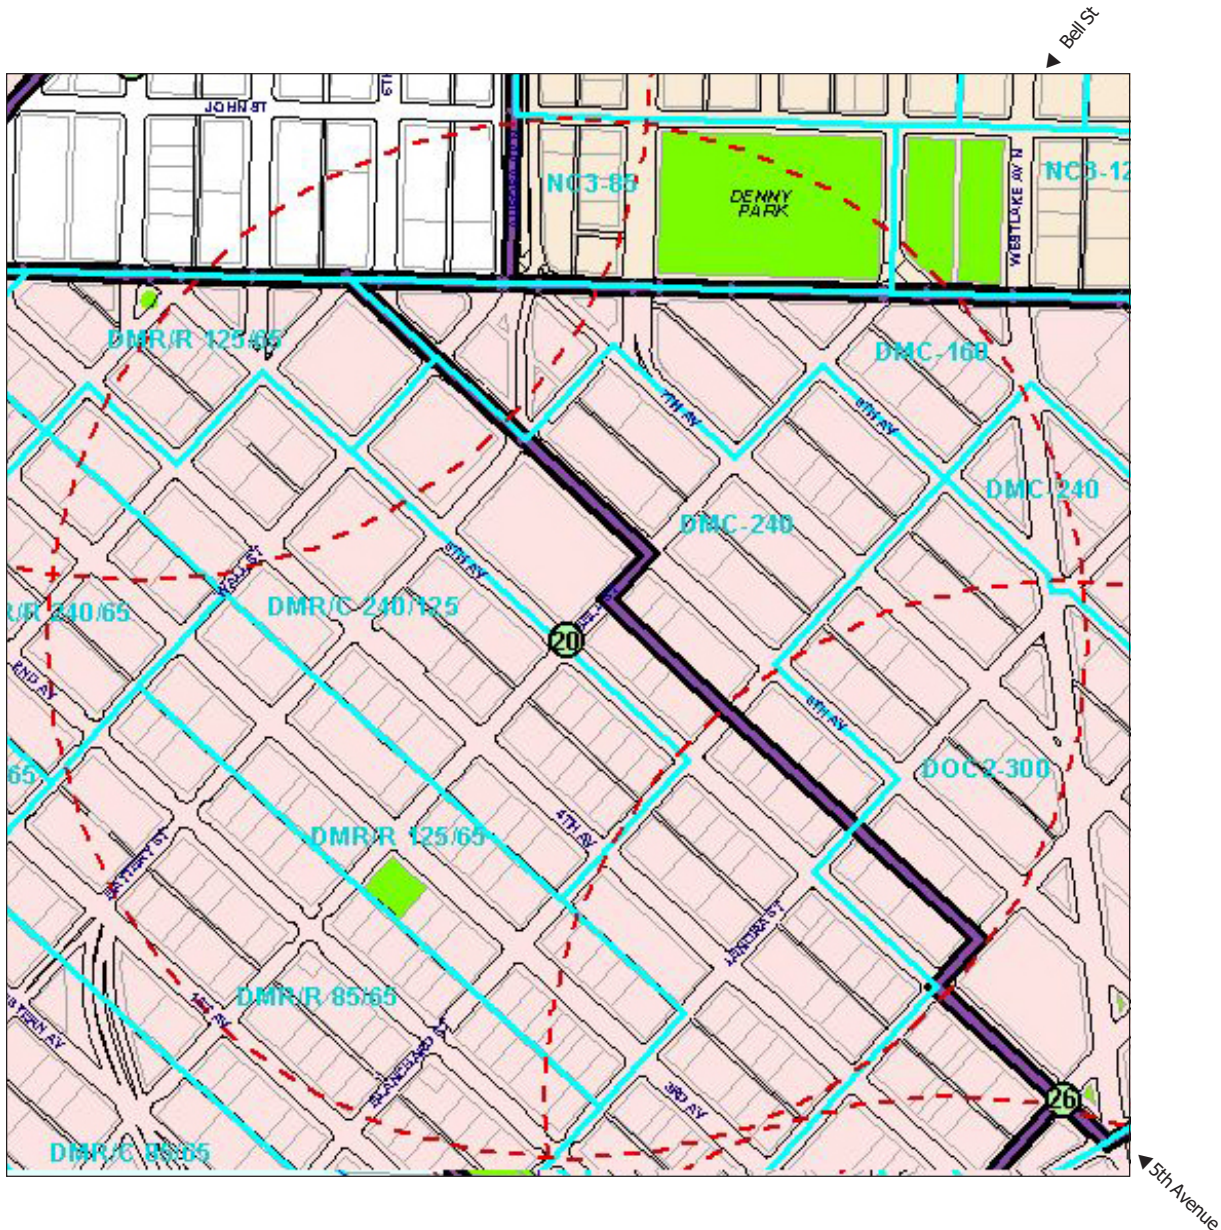 Bell St
JOHN ST
6TH
NC3-85
DENNY
PARK
WESTLAKE AV N
NC3-12
DMR/R 125/65
DMC-160
7TH AV
8TH AV
DMC-240
DMC-240
WALL ST
5TH AV
DMR/C 240/125
/R 240/65
20
2ND AV
6TH AV
65
DOC2-300
4TH AV
DMR/R 125/65
BATTERY ST
LENORA ST
DMR/R 85/65
1ST AV
BLANCHARD ST
3RD AV
26
DMR/C 85/65
5th Avenue